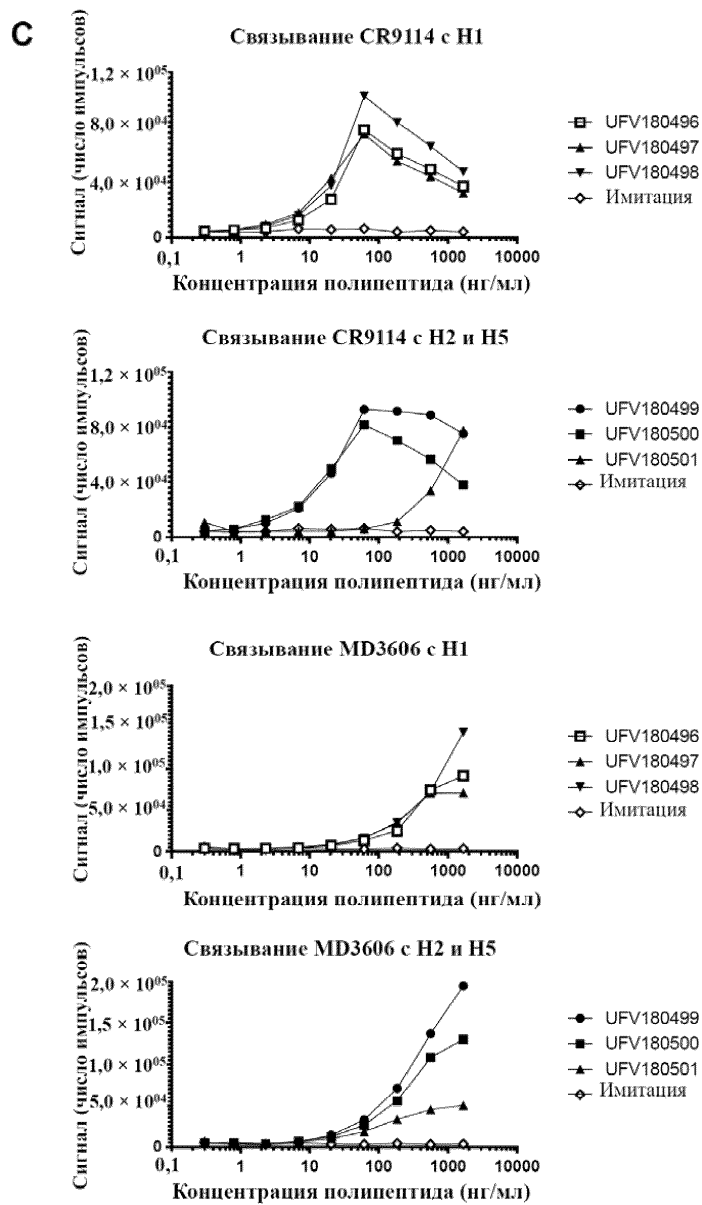 C
Связывание CR9114 с H1
Сигнал (число импульсов)
1,2 × 10⁰⁵
8,0 × 10⁰⁴
4,0 × 10⁰⁴
0
0,1 1 10 100 1000 10000
Концентрация полипептида (нг/мл)
UFV180496
UFV180497
UFV180498
Имитация
Связывание CR9114 с H2 и H5
Сигнал (число импульсов)
1,2 × 10⁰⁵
8,0 × 10⁰⁴
4,0 × 10⁰⁴
0
0,1 1 10 100 1000 10000
Концентрация полипептида (нг/мл)
UFV180499
UFV180500
UFV180501
Имитация
Связывание MD3606 с H1
Сигнал (число импульсов)
2,0 × 10⁰⁵
1,5 × 10⁰⁵
1,0 × 10⁰⁵
5,0 × 10⁰⁴
0
0,1 1 10 100 1000 10000
Концентрация полипептида (нг/мл)
UFV180496
UFV180497
UFV180498
Имитация
Связывание MD3606 с H2 и H5
Сигнал (число импульсов)
2,0 × 10⁰⁵
1,5 × 10⁰⁵
1,0 × 10⁰⁵
5,0 × 10⁰⁴
0
0,1 1 10 100 1000 10000
Концентрация полипептида (нг/мл)
UFV180499
UFV180500
UFV180501
Имитация